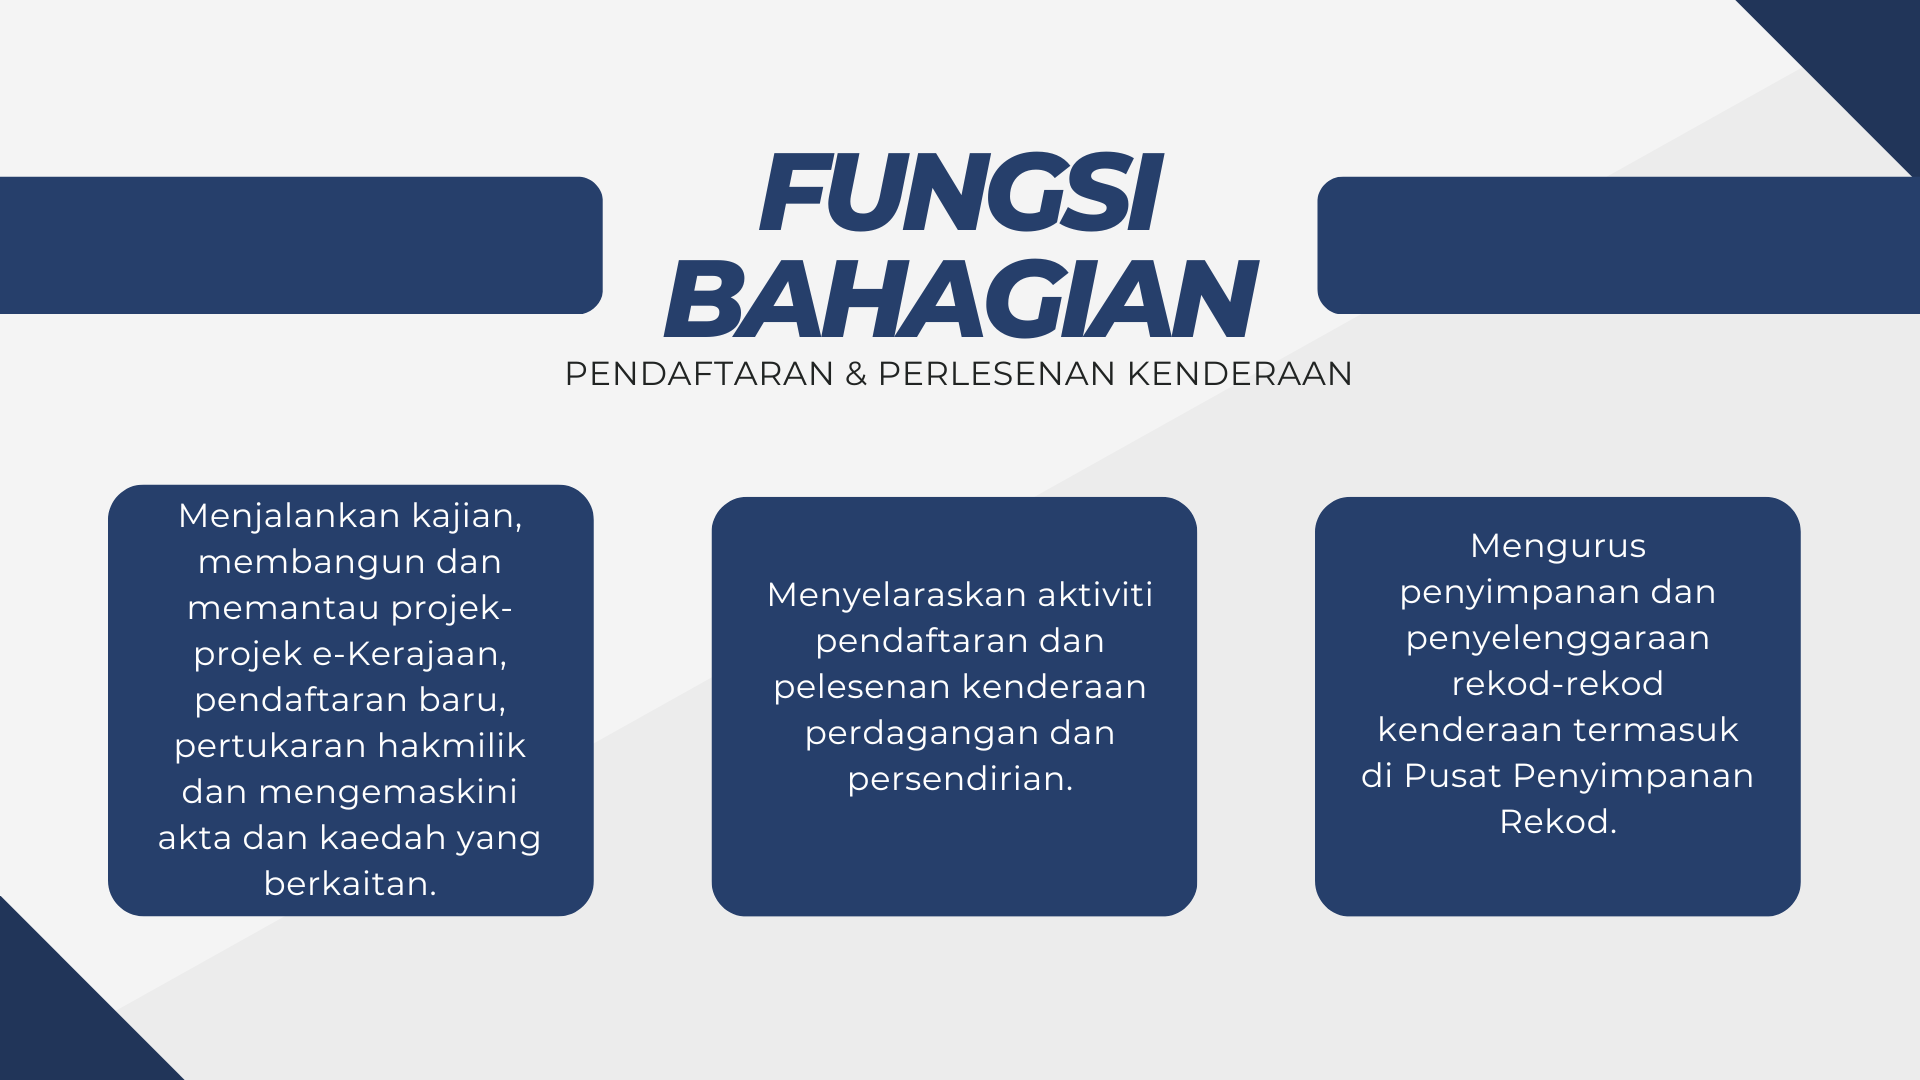 FUNGSI
BAHAGIAN
PENDAFTARAN & PERLESENAN KENDERAAN
Menjalankan kajian,
membangun dan
memantau projek-
projek e-Kerajaan,
pendaftaran baru,
pertukaran hakmilik
dan mengemaskini
akta dan kaedah yang
berkaitan.
Menyelaraskan aktiviti
pendaftaran dan
pelesenan kenderaan
perdagangan dan
persendirian.
Mengurus
penyimpanan dan
penyelenggaraan
rekod-rekod
kenderaan termasuk
di Pusat Penyimpanan
Rekod.